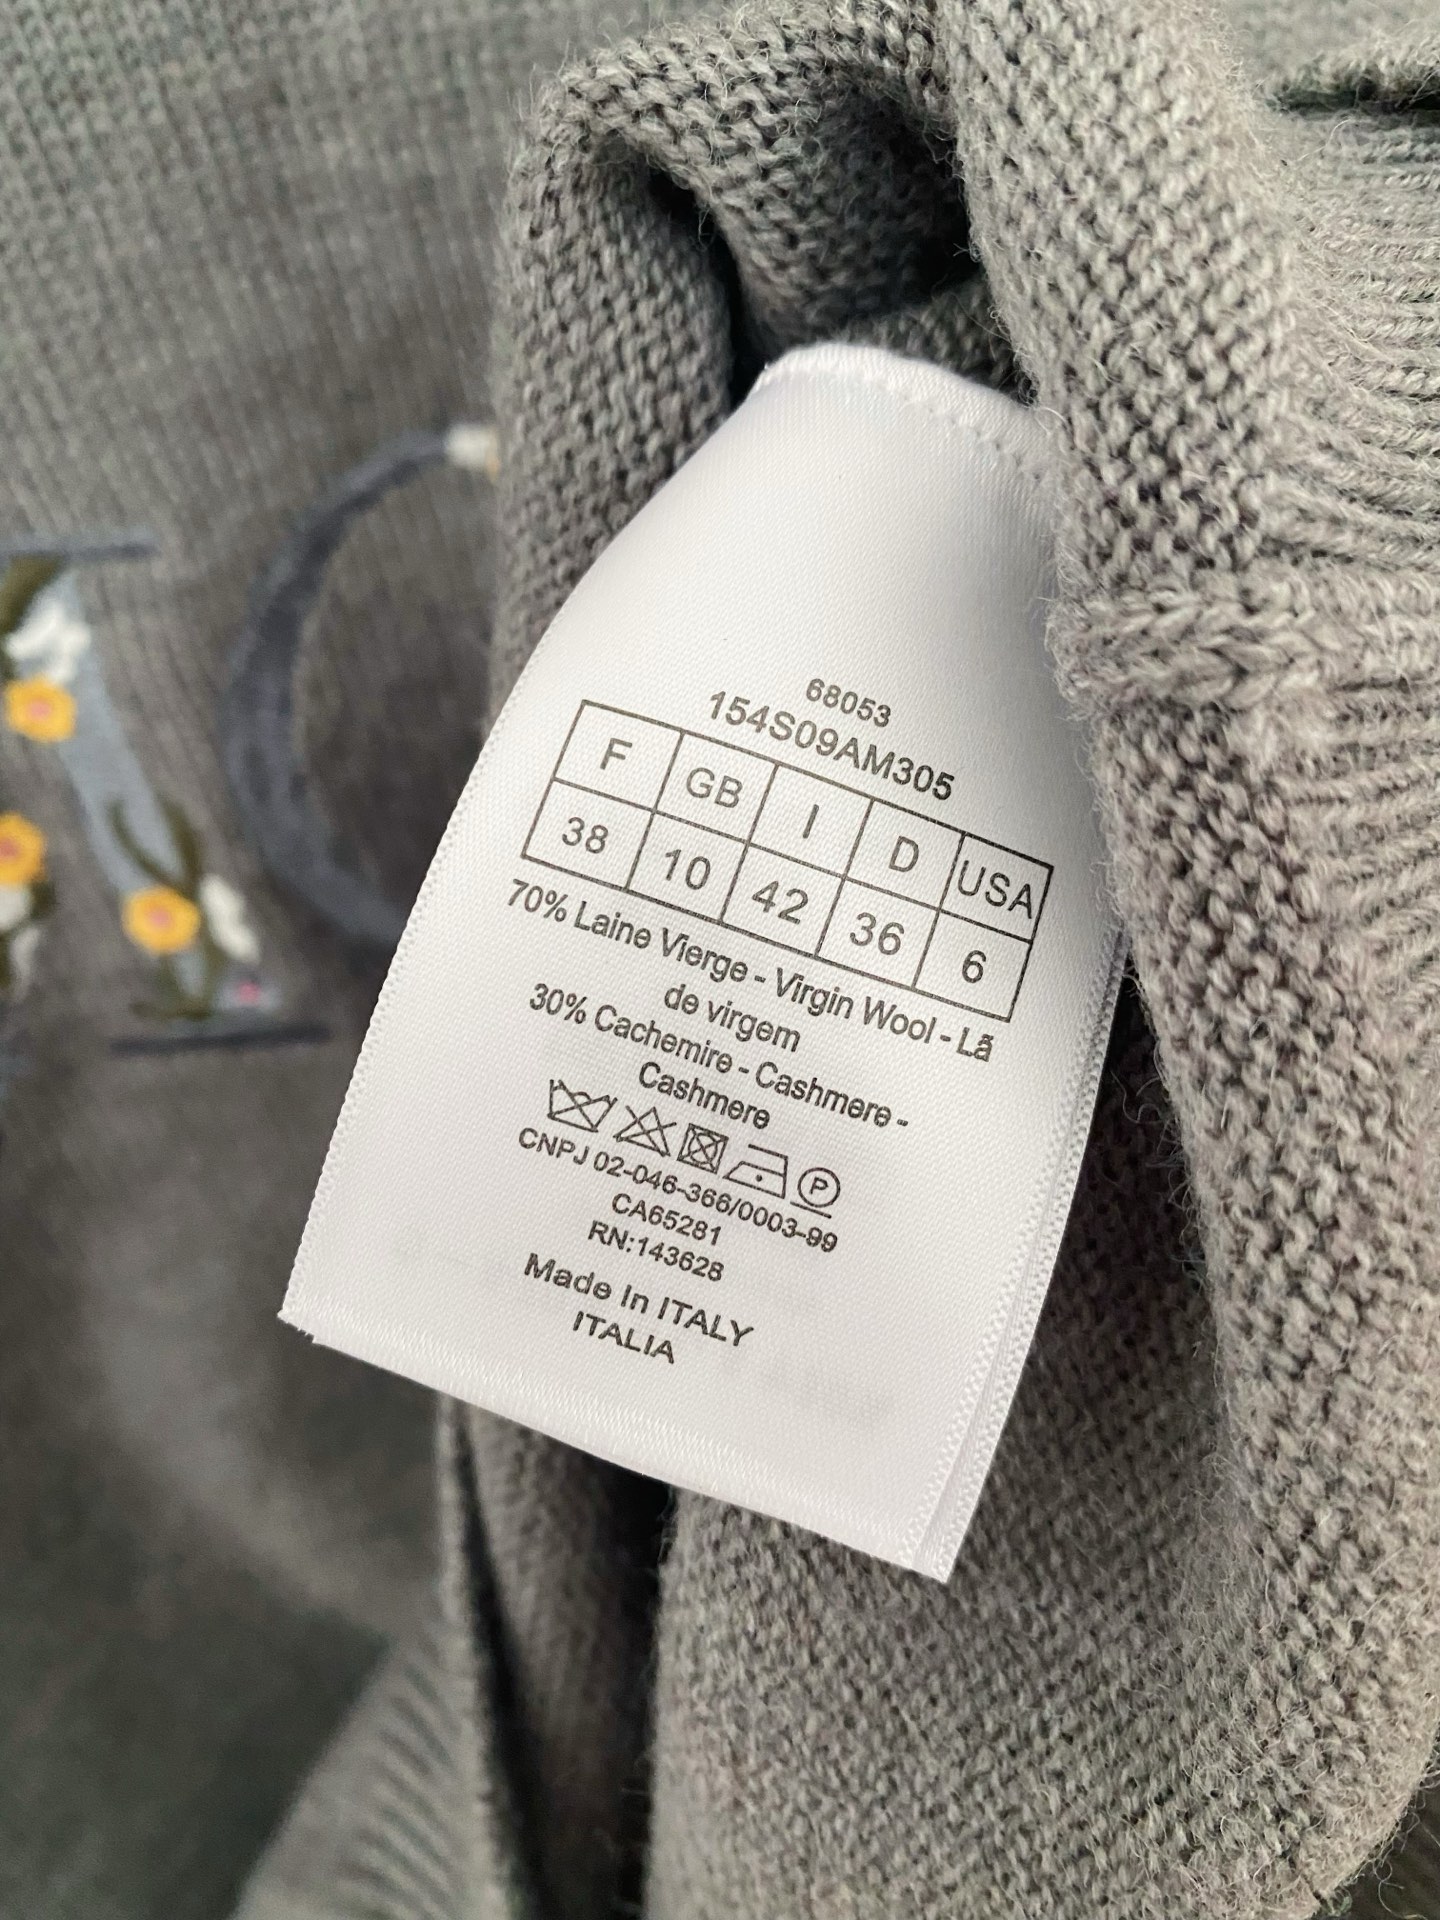 68053
154S09AM305
F GB I D USA
38 10 42 36 6
70% Laine Vierge - Virgin Wool - Lã
de virgem
30% Cachemire - Cashmere -
Cashmere
P
CNPJ 02-046-366/0003-99
CA65281
RN:143628
Made In ITALY
ITALIA